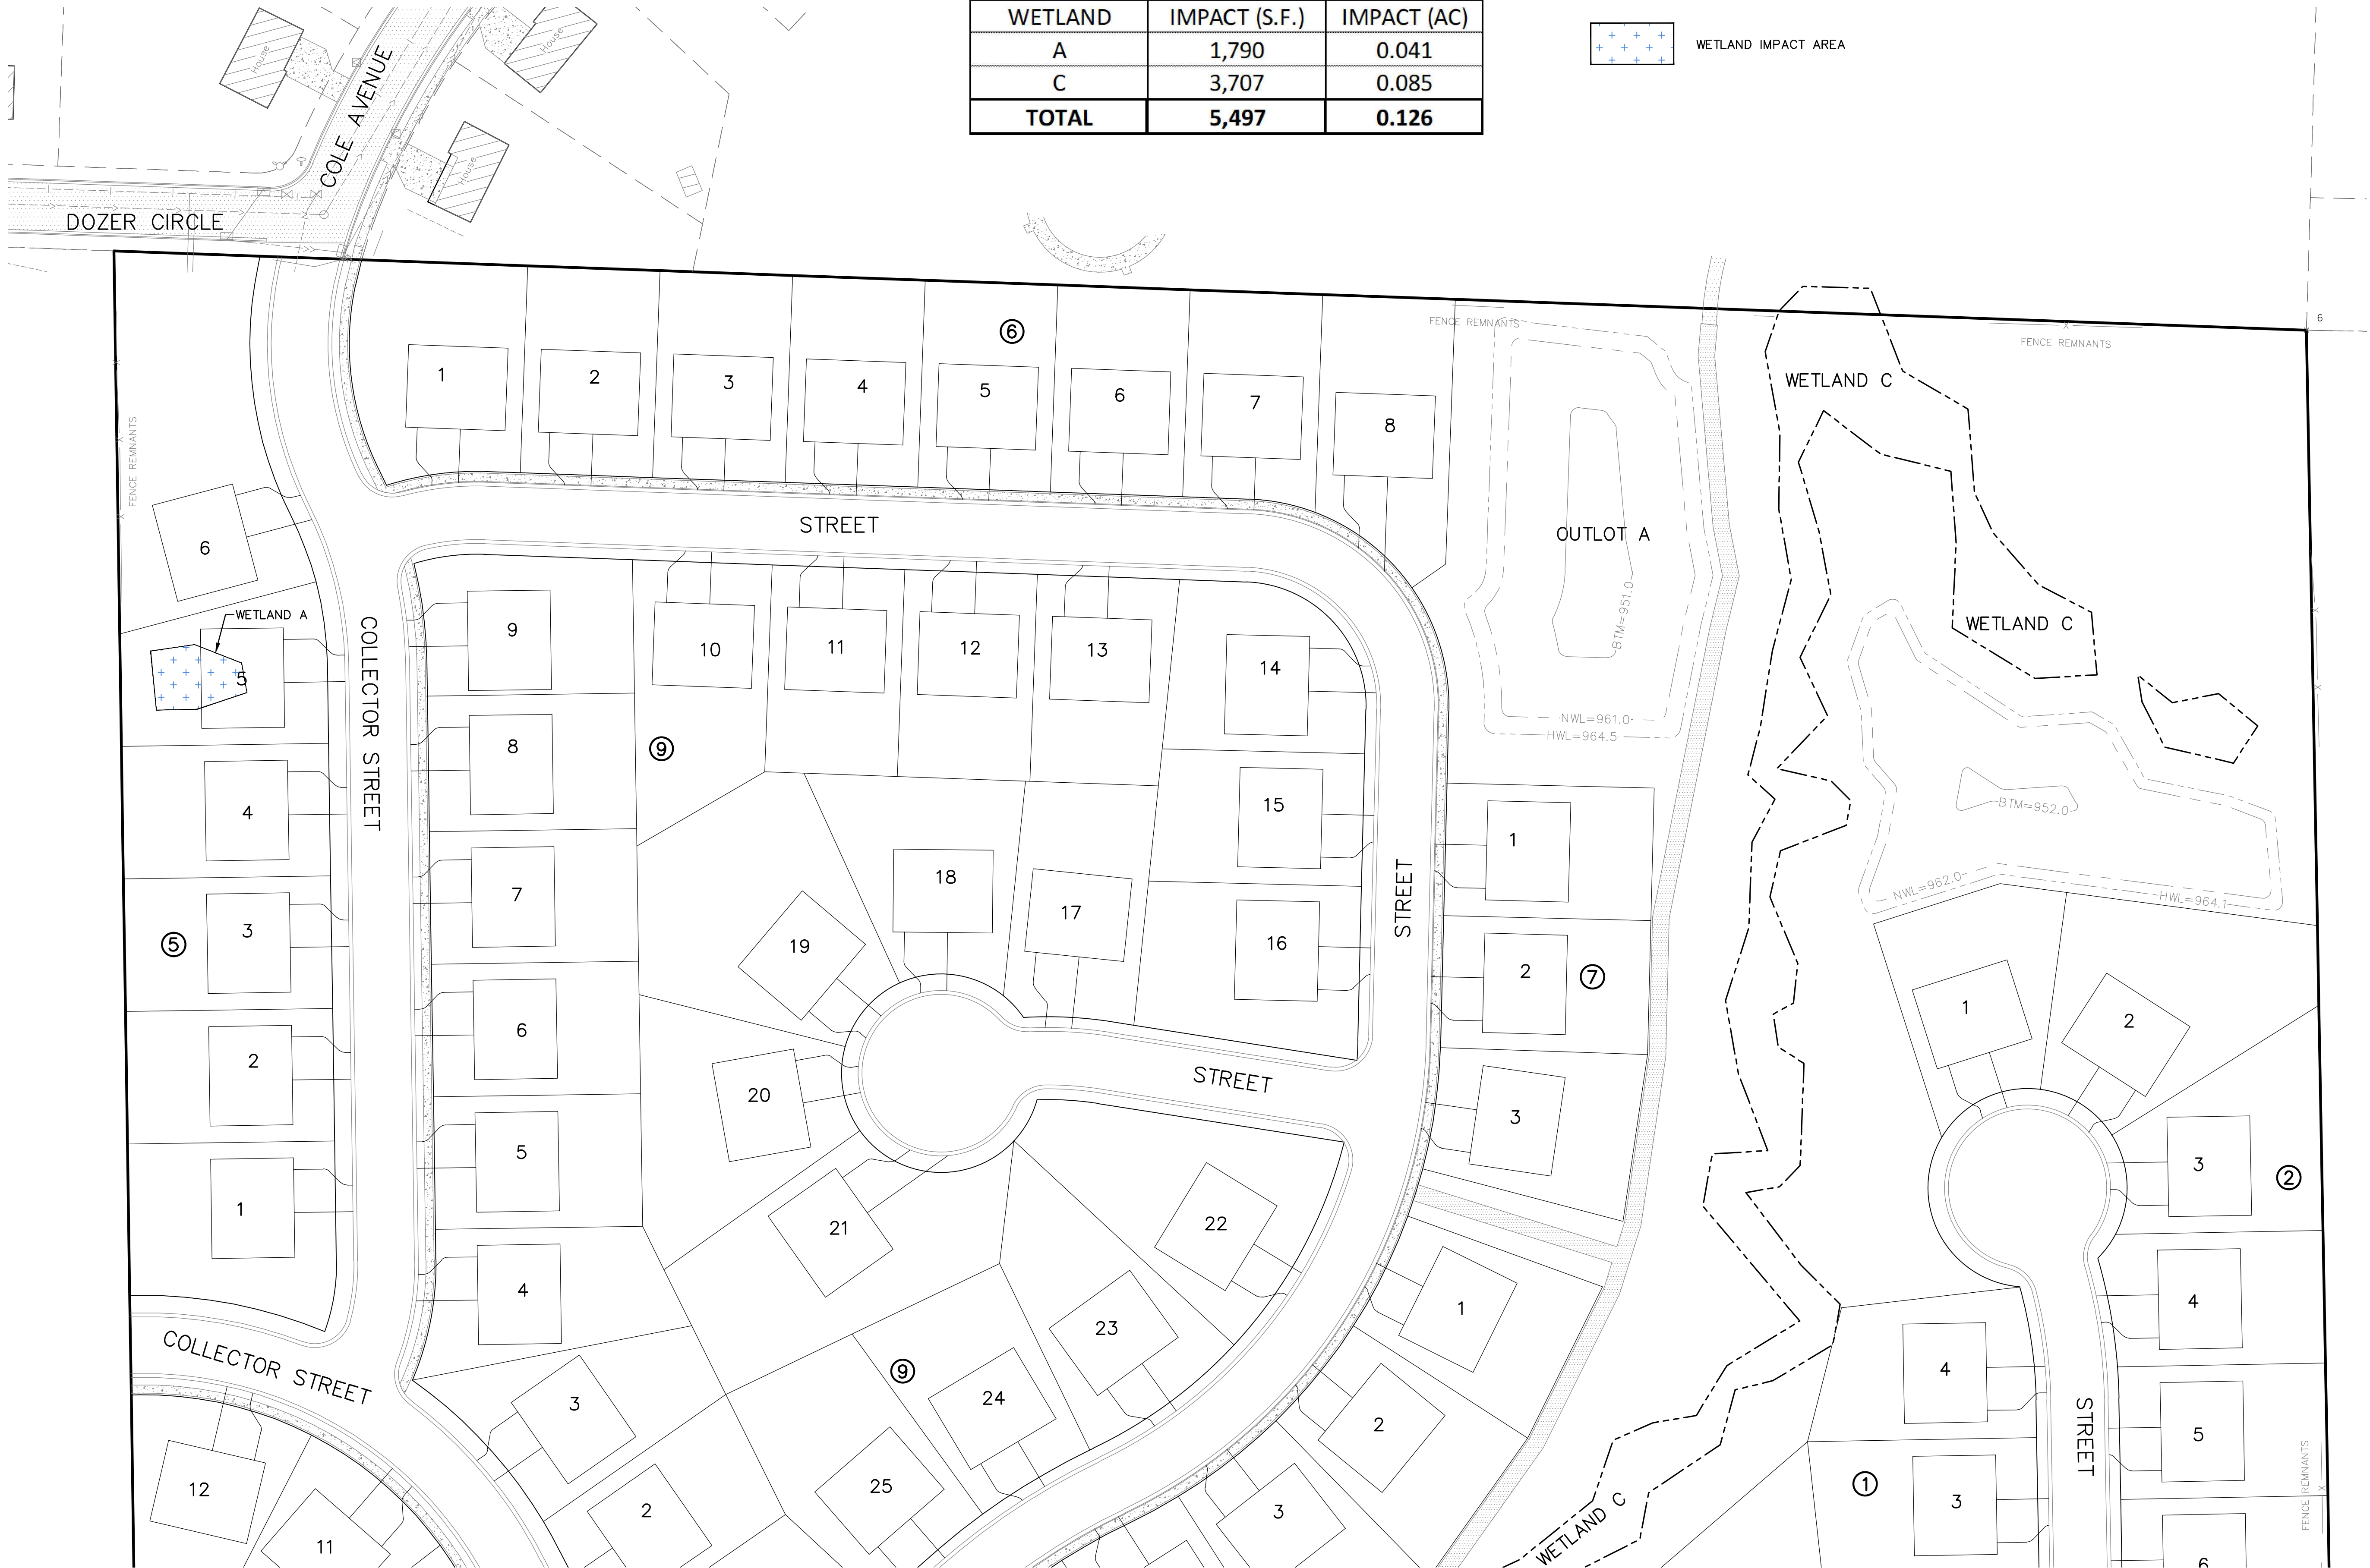 WETLAND IMPACT (S.F.) IMPACT (AC)
A 1,790 0.041
C 3,707 0.085
TOTAL 5,497 0.126
WETLAND IMPACT AREA
House
House
House
COLE AVENUE
DOZER CIRCLE
6
FENCE REMNANTS
FENCE REMNANTS
FENCE REMNANTS
6
WETLAND C
1
2
3
4
5
6
7
8
STREET
OUTLOT A
BTM=951.0
NWL=961.0
HWL=964.5
6
WETLAND A
5
COLLECTOR STREET
9
10
11
12
13
14
WETLAND C
8
9
4
15
1
BTM=952.0
7
18
17
STREET
NWL=962.0
HWL=964.1
5
3
19
16
2
7
6
2
20
STREET
1
2
5
3
3
2
1
21
22
4
1
4
COLLECTOR STREET
23
9
3
24
2
4
STREET
5
12
2
25
3
1
3
FENCE REMNANTS
11
WETLAND C
6